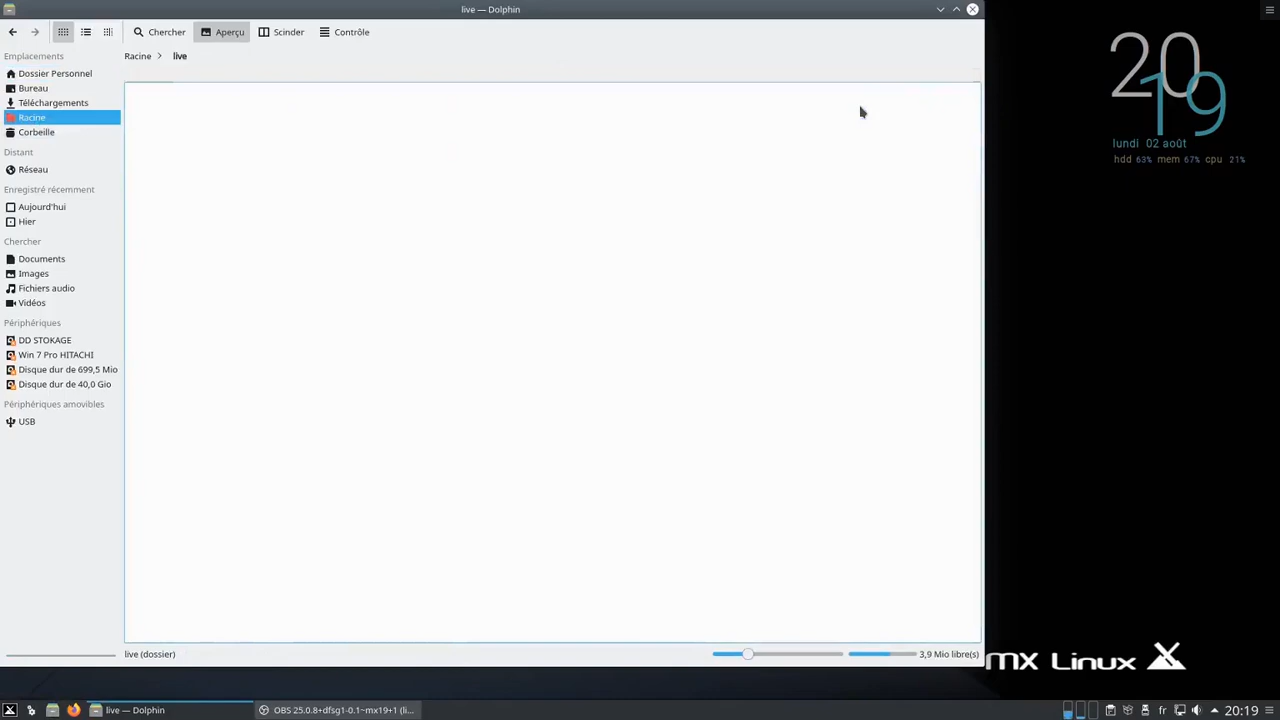 live — Dolphin
Chercher
Aperçu
Scinder
Contrôle
Racine > live
Emplacements
Dossier Personnel
Bureau
Téléchargements
Racine
Corbeille
Distant
Réseau
Enregistré récemment
Aujourd'hui
Hier
Chercher
Documents
Images
Fichiers audio
Vidéos
Périphériques
DD STOKAGE
Win 7 Pro HITACHI
Disque dur de 699,5 Mio
Disque dur de 40,0 Gio
Périphériques amovibles
USB
live (dossier)
3,9 Mio libre(s)
20
19
lundi 02 août
hdd 63% mem 67% cpu 21%
mx Linux
live — Dolphin
OBS 25.0.8+dfsg1-0.1~mx19+1 (li...
fr
20:19